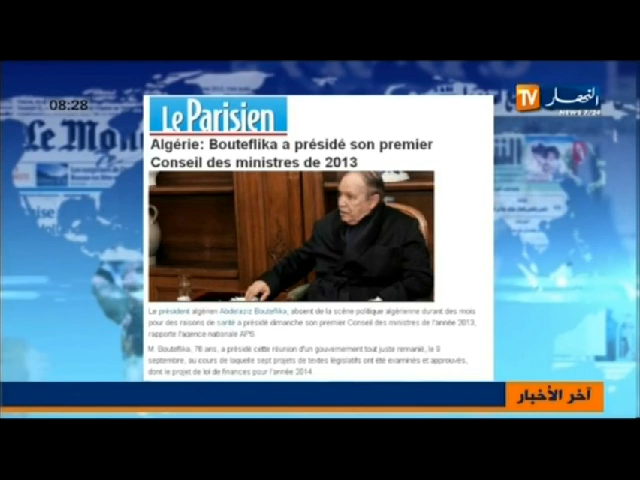 08:28
TV
النهار
NEWS 7/24
Le Mon
Le Parisien
Algérie: Bouteflika a présidé son premier
Conseil des ministres de 2013
Le président algérien Abdelaziz Bouteflika, absent de la scène politique algérienne durant des mois
pour des raisons de santé a présidé dimanche son premier Conseil des ministres de l'année 2013,
rapporte l'agence nationale APS.
M. Bouteflika, 76 ans, a présidé cette réunion d'un gouvernement tout juste remanié, le 8
septembre, au cours de laquelle sept projets de textes législatifs ont été examinés et approuvés,
dont le projet de loi de finances pour l'année 2014
آخر الأخبار